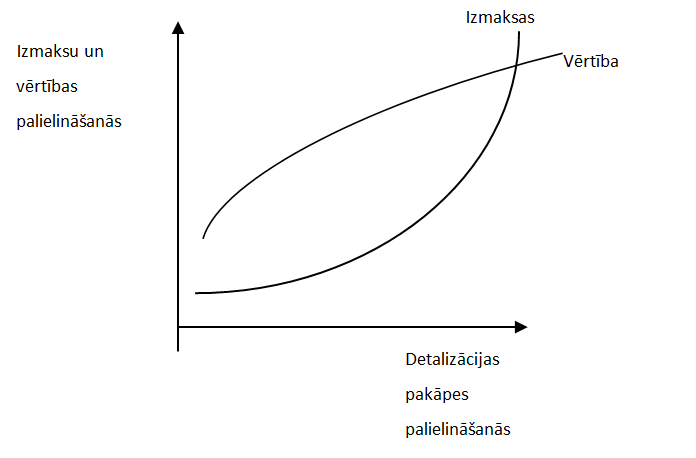 Izmaksas
Izmaksu un
vērtības
palielināšanās
Vērtība
Detalizācijas
pakāpes
palielināšanās